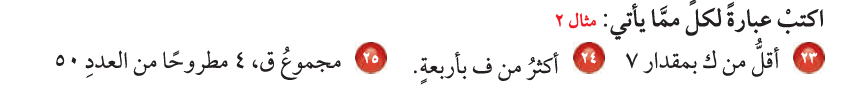 اكتبْ عبارةً لكلٍّ ممَّا يأتي: مثال ٢
٢٣ أقلُّ من ك بمقدار ٧ ٢٤ أكثرُ من ف بأربعةٍ. ٢٥ مجموعُ ق، ٤ مطروحًا من العددِ ٥٠